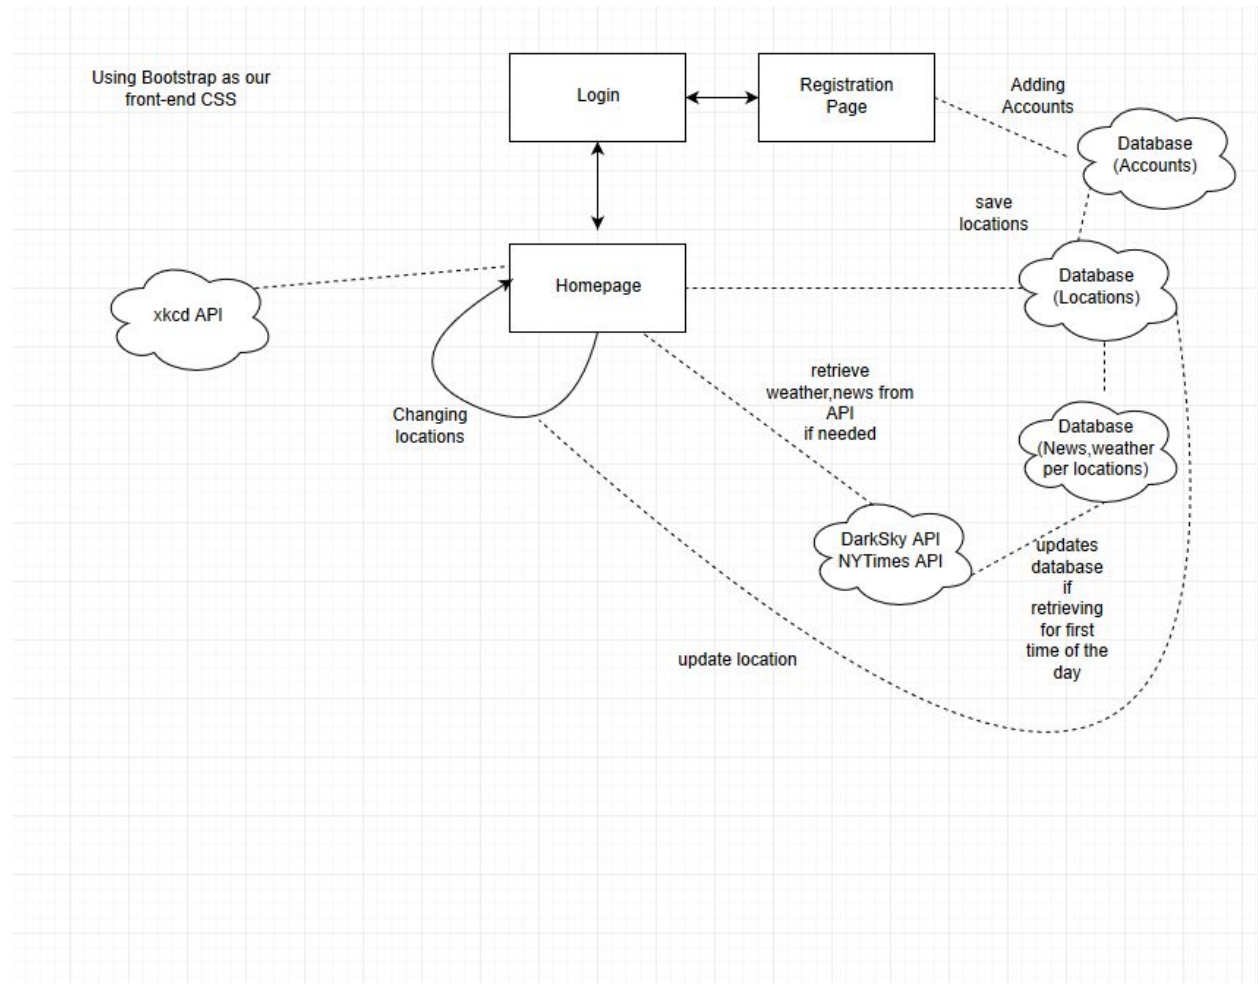 Using Bootstrap as our
front-end CSS
Login
Registration
Page
Adding
Accounts
Database
(Accounts)
save
locations
Homepage
Database
(Locations)
xkcd API
retrieve
weather,news from
API
if needed
Changing
locations
Database
(News,weather
per locations)
DarkSky API
NYTimes API
updates
database
if
retrieving
for first
time of the
day
update location